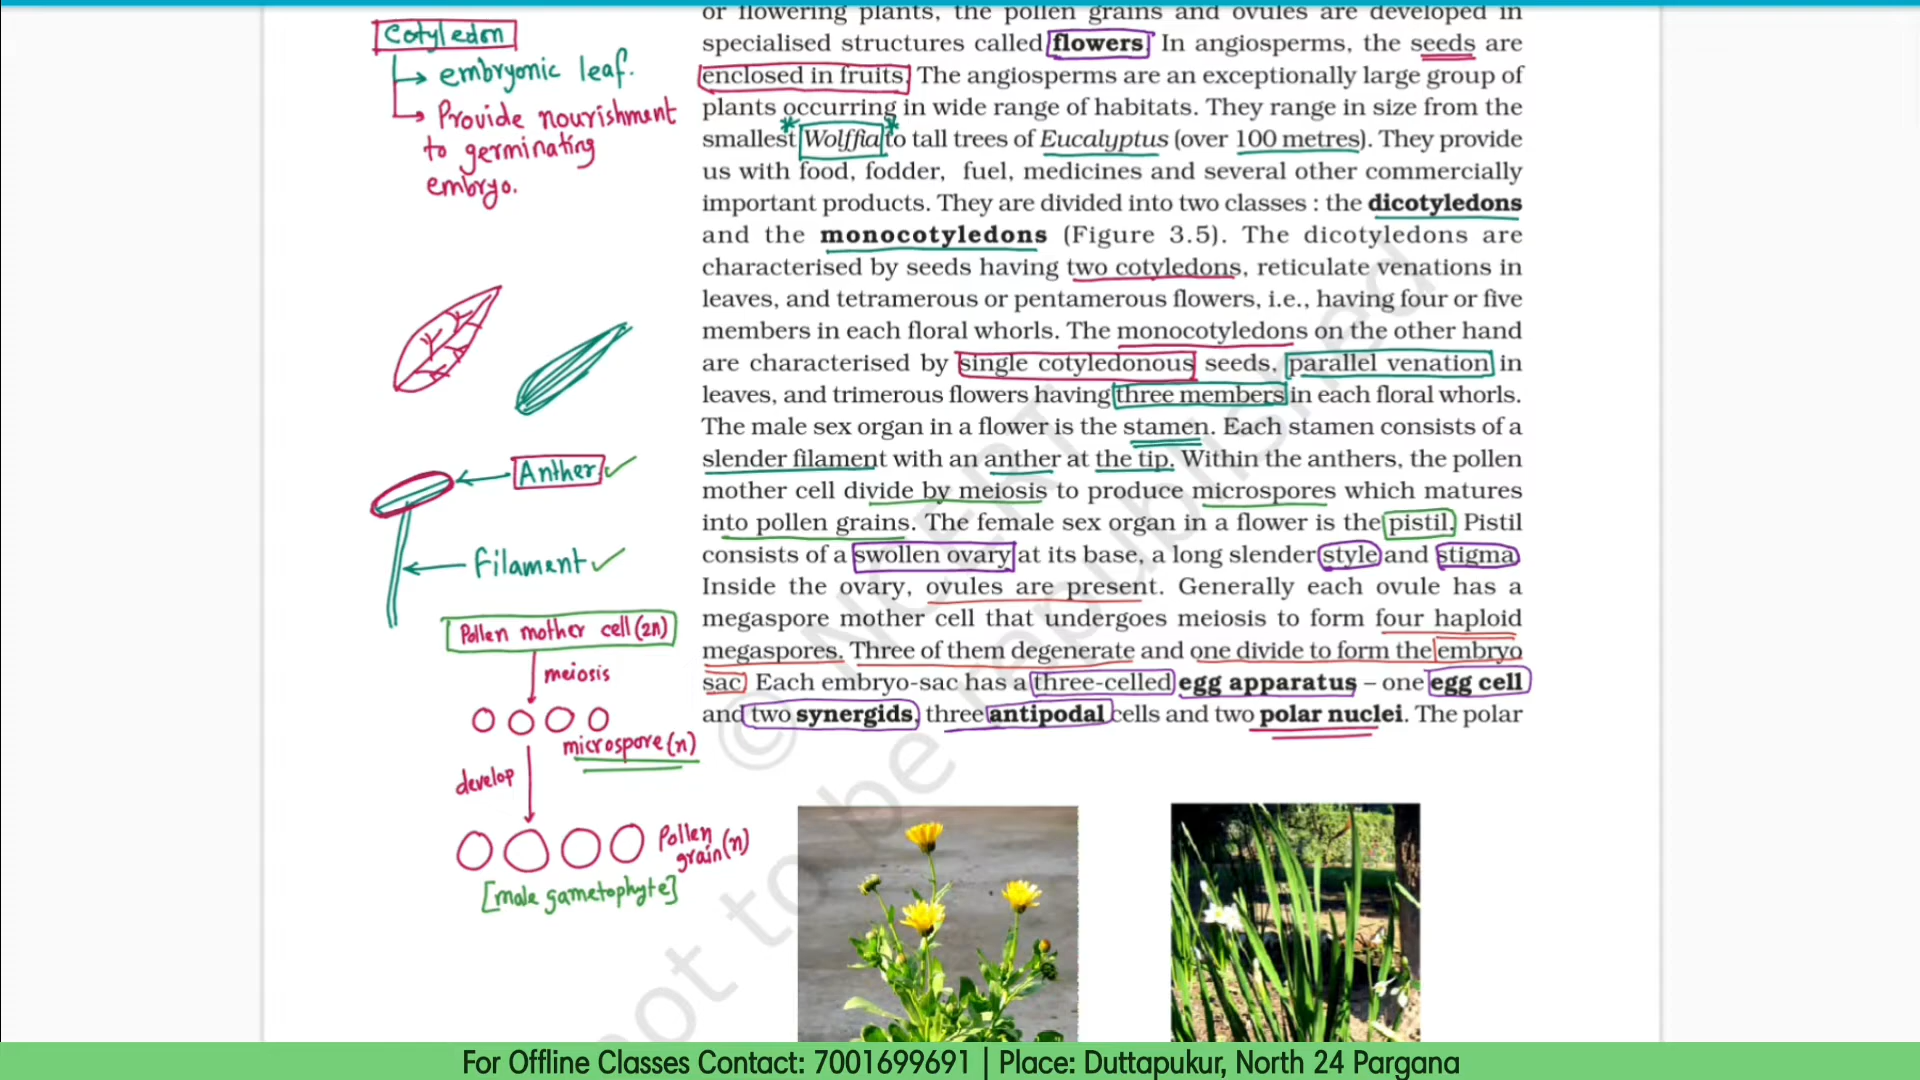 Cotyledon
embryonic leaf.
Provide nourishment
to germinating
embryo.
Anther
filament
Pollen mother cell (2n)
meiosis
microspore (n)
develop
Pollen
grain (n)
[male gametophyte]
or flowering plants, the pollen grains and ovules are developed in
specialised structures called flowers. In angiosperms, the seeds are
enclosed in fruits. The angiosperms are an exceptionally large group of
plants occurring in wide range of habitats. They range in size from the
smallest Wolffia to tall trees of Eucalyptus (over 100 metres). They provide
us with food, fodder, fuel, medicines and several other commercially
important products. They are divided into two classes : the dicotyledons
and the monocotyledons (Figure 3.5). The dicotyledons are
characterised by seeds having two cotyledons, reticulate venations in
leaves, and tetramerous or pentamerous flowers, i.e., having four or five
members in each floral whorls. The monocotyledons on the other hand
are characterised by single cotyledonous seeds, parallel venation in
leaves, and trimerous flowers having three members in each floral whorls.
The male sex organ in a flower is the stamen. Each stamen consists of a
slender filament with an anther at the tip. Within the anthers, the pollen
mother cell divide by meiosis to produce microspores which matures
into pollen grains. The female sex organ in a flower is the pistil. Pistil
consists of a swollen ovary at its base, a long slender style and stigma
Inside the ovary, ovules are present. Generally each ovule has a
megaspore mother cell that undergoes meiosis to form four haploid
megaspores. Three of them degenerate and one divide to form the embryo
sac. Each embryo-sac has a three-celled egg apparatus – one egg cell
and two synergids, three antipodal cells and two polar nuclei. The polar
© NCERT
not to be republished
For Offline Classes Contact: 7001699691 | Place: Duttapukur, North 24 Pargana